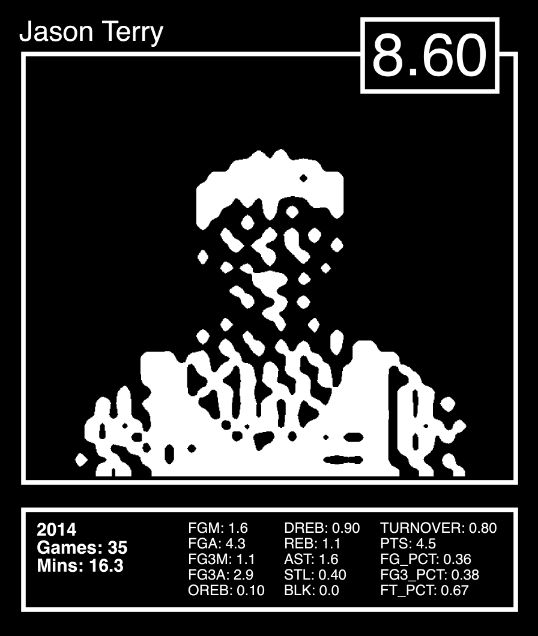 Jason Terry
8.60
2014
Games: 35
Mins: 16.3
FGM: 1.6
FGA: 4.3
FG3M: 1.1
FG3A: 2.9
OREB: 0.10
DREB: 0.90
REB: 1.1
AST: 1.6
STL: 0.40
BLK: 0.0
TURNOVER: 0.80
PTS: 4.5
FG_PCT: 0.36
FG3_PCT: 0.38
FT_PCT: 0.67